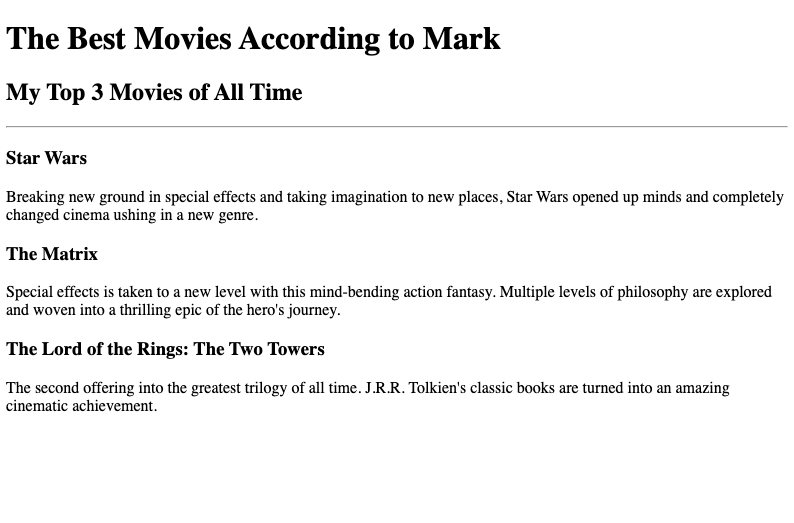 The Best Movies According to Mark
My Top 3 Movies of All Time
Star Wars
Breaking new ground in special effects and taking imagination to new places, Star Wars opened up minds and completely
changed cinema ushing in a new genre.
The Matrix
Special effects is taken to a new level with this mind-bending action fantasy. Multiple levels of philosophy are explored
and woven into a thrilling epic of the hero's journey.
The Lord of the Rings: The Two Towers
The second offering into the greatest trilogy of all time. J.R.R. Tolkien's classic books are turned into an amazing
cinematic achievement.